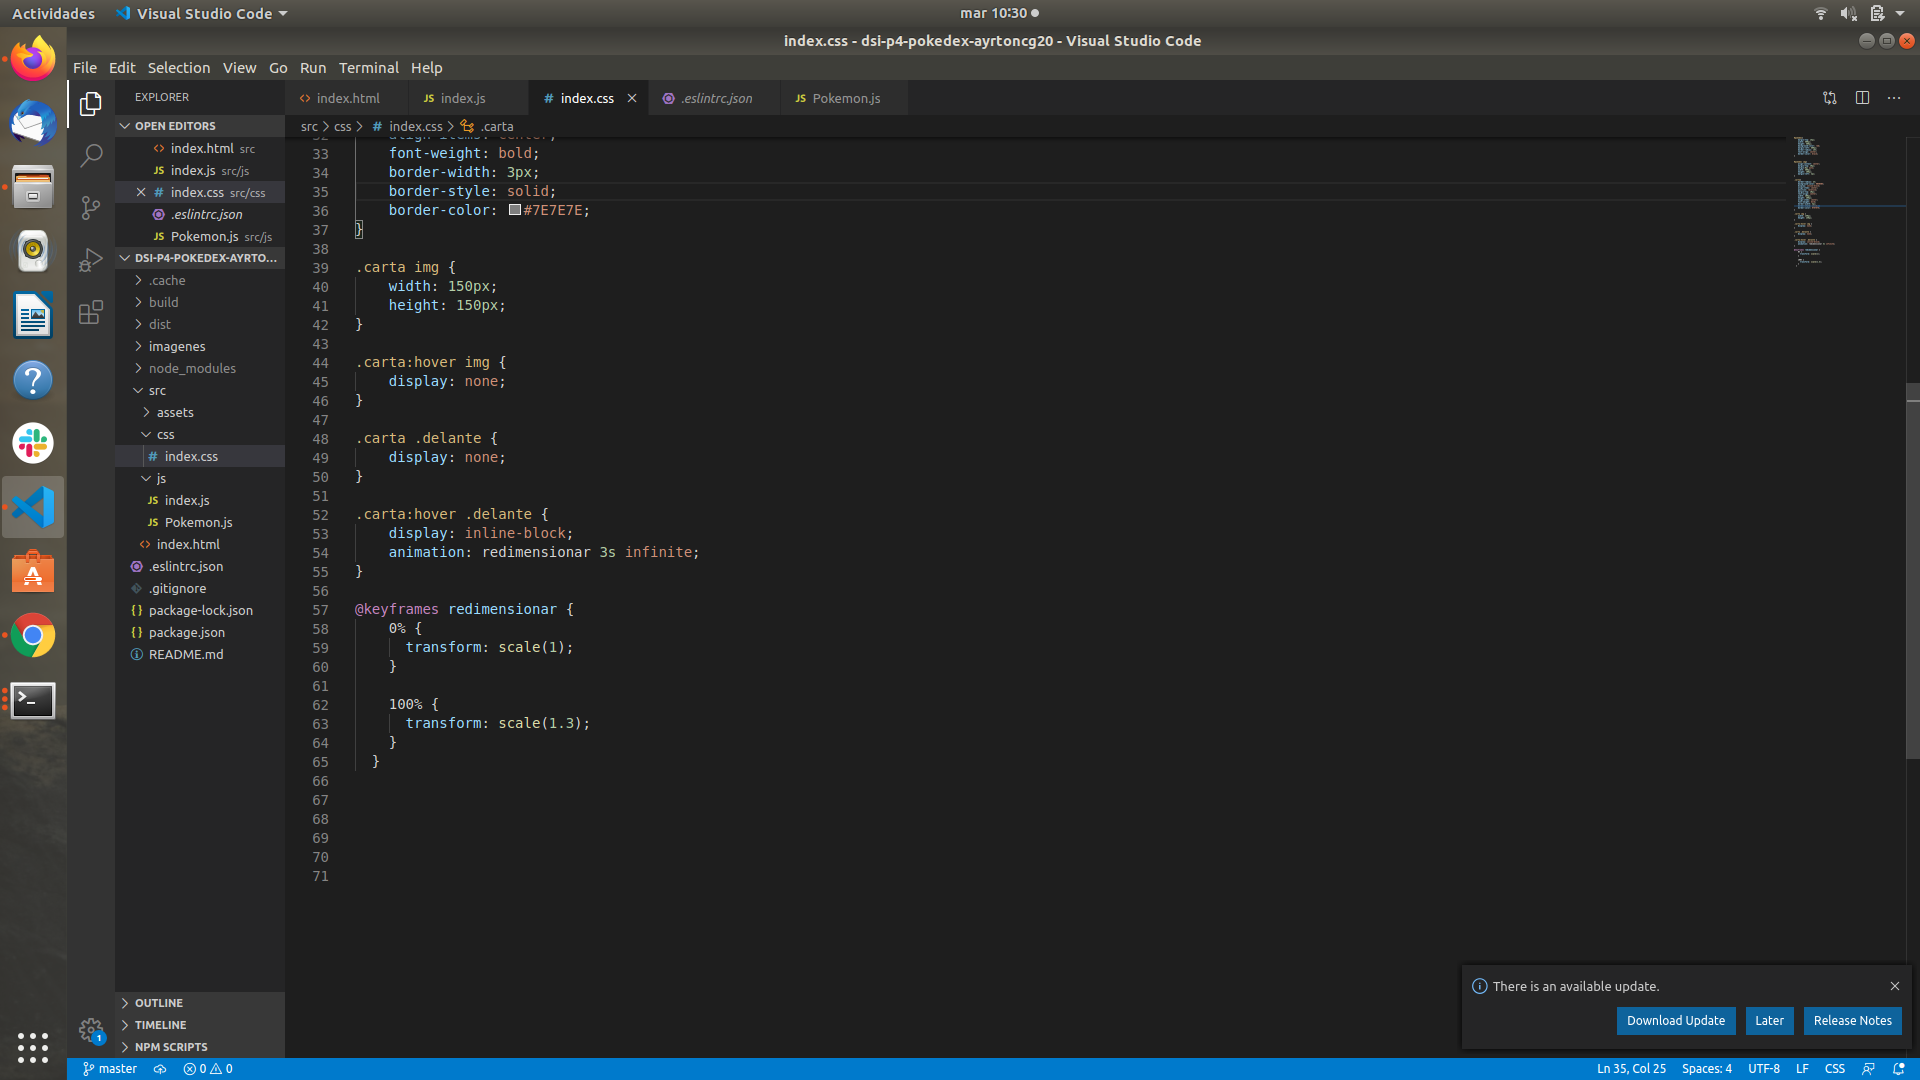 Actividades Visual Studio Code mar 10:30
index.css - dsi-p4-pokedex-ayrtoncg20 - Visual Studio Code
File Edit Selection View Go Run Terminal Help
EXPLORER
OPEN EDITORS
<> index.html src
JS index.js src/js
# index.css src/css
.eslintrc.json
JS Pokemon.js src/js
DSI-P4-POKEDEX-AYRTO...
.cache
build
dist
imagenes
node_modules
src
assets
css
# index.css
js
JS index.js
JS Pokemon.js
<> index.html
.eslintrc.json
.gitignore
{} package-lock.json
{} package.json
README.md
OUTLINE
TIMELINE
NPM SCRIPTS
1
<> index.html JS index.js # index.css .eslintrc.json JS Pokemon.js
src > css > # index.css > .carta
32 align-items: center;
33 font-weight: bold;
34 border-width: 3px;
35 border-style: solid;
36 border-color: #7E7E7E;
37 }
38
39 .carta img {
40 width: 150px;
41 height: 150px;
42 }
43
44 .carta:hover img {
45 display: none;
46 }
47
48 .carta .delante {
49 display: none;
50 }
51
52 .carta:hover .delante {
53 display: inline-block;
54 animation: redimensionar 3s infinite;
55 }
56
57 @keyframes redimensionar {
58 0% {
59 transform: scale(1);
60 }
61
62 100% {
63 transform: scale(1.3);
64 }
65 }
66
67
68
69
70
71
There is an available update.
Download Update Later Release Notes
master 0 0 Ln 35, Col 25 Spaces: 4 UTF-8 LF CSS